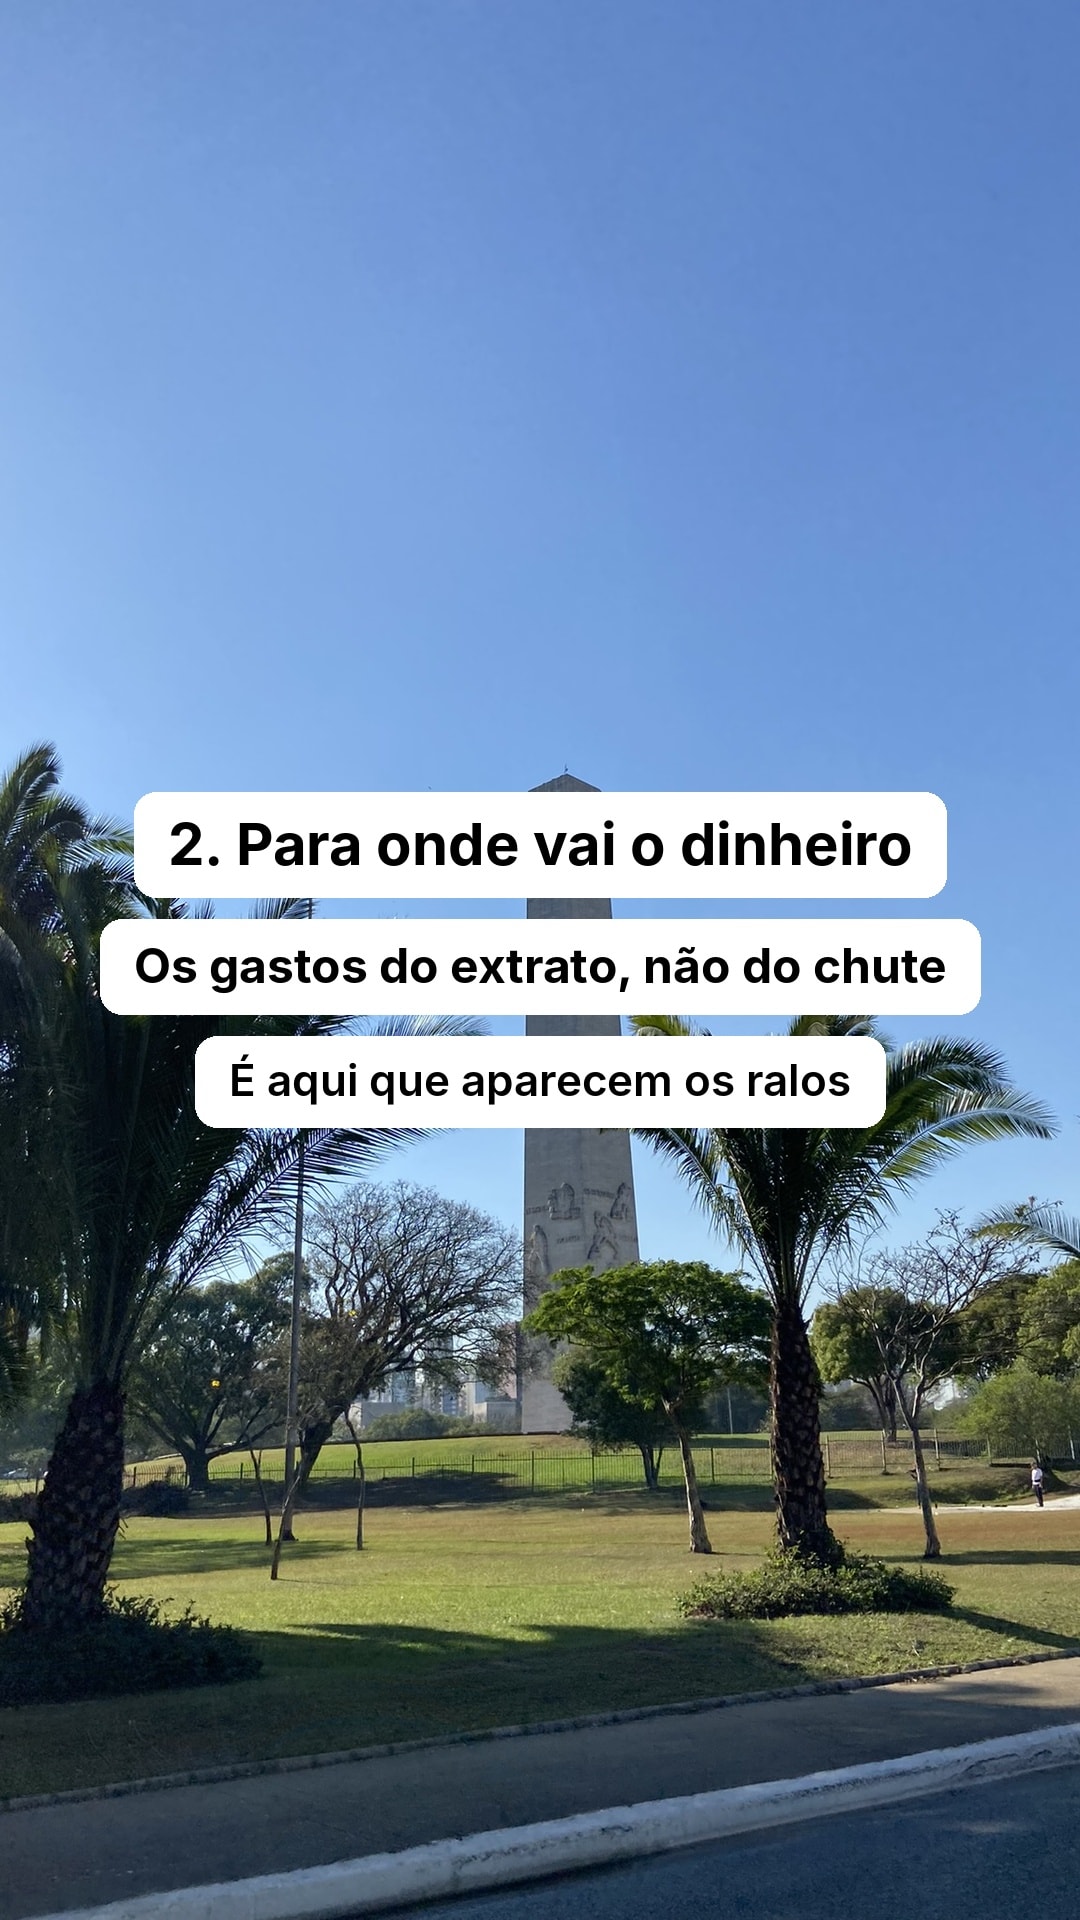 2. Para onde vai o dinheiro
Os gastos do extrato, não do chute
É aqui que aparecem os ralos